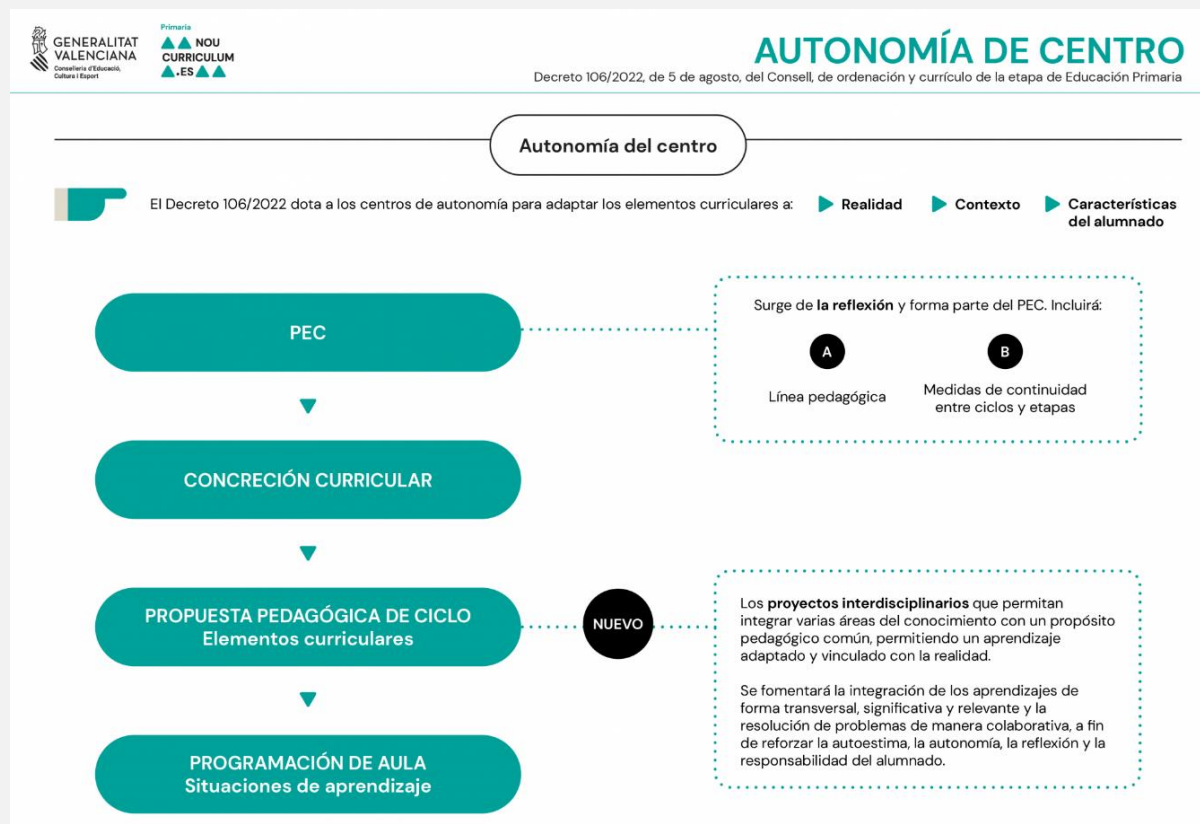 GENERALITAT
VALENCIANA
Conselleria d'Educació,
Cultura i Esport
Primaria
NOU
CURRICULUM
.ES
AUTONOMÍA DE CENTRO
Decreto 106/2022, de 5 de agosto, del Consell, de ordenación y currículo de la etapa de Educación Primaria
Autonomía del centro
El Decreto 106/2022 dota a los centros de autonomía para adaptar los elementos curriculares a:
Realidad
Contexto
Características
del alumnado
PEC
Surge de la reflexión y forma parte del PEC. Incluirá:
A
Línea pedagógica
B
Medidas de continuidad
entre ciclos y etapas
CONCRECIÓN CURRICULAR
PROPUESTA PEDAGÓGICA DE CICLO
Elementos curriculares
NUEVO
Los proyectos interdisciplinarios que permitan
integrar varias áreas del conocimiento con un propósito
pedagógico común, permitiendo un aprendizaje
adaptado y vinculado con la realidad.
Se fomentará la integración de los aprendizajes de
forma transversal, significativa y relevante y la
resolución de problemas de manera colaborativa, a fin
de reforzar la autoestima, la autonomía, la reflexión y la
responsabilidad del alumnado.
PROGRAMACIÓN DE AULA
Situaciones de aprendizaje